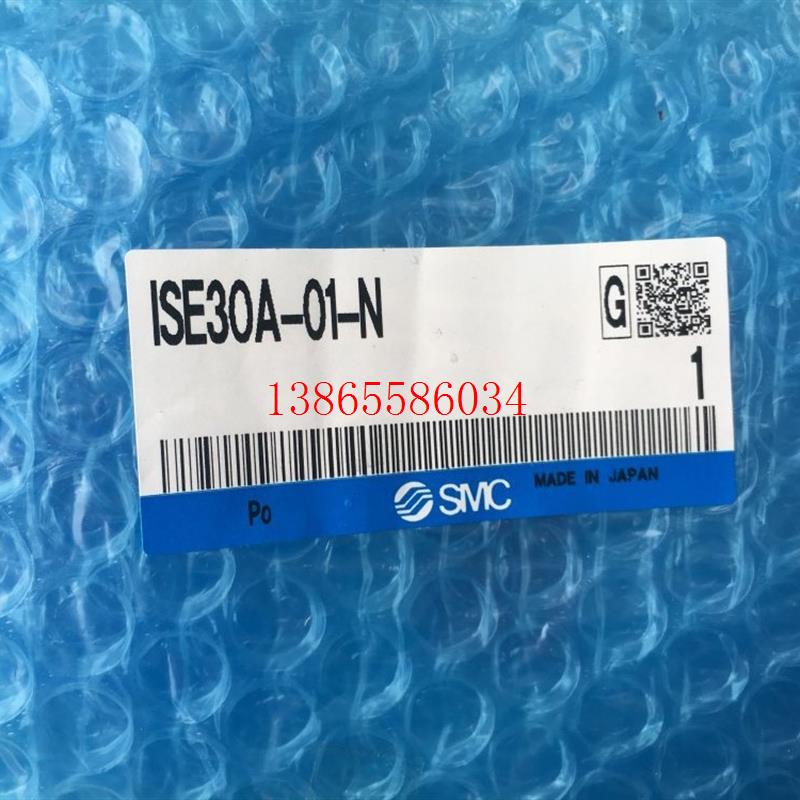 ISE30A-01-N
G
1
13865586034
Po
SMC
MADE IN JAPAN